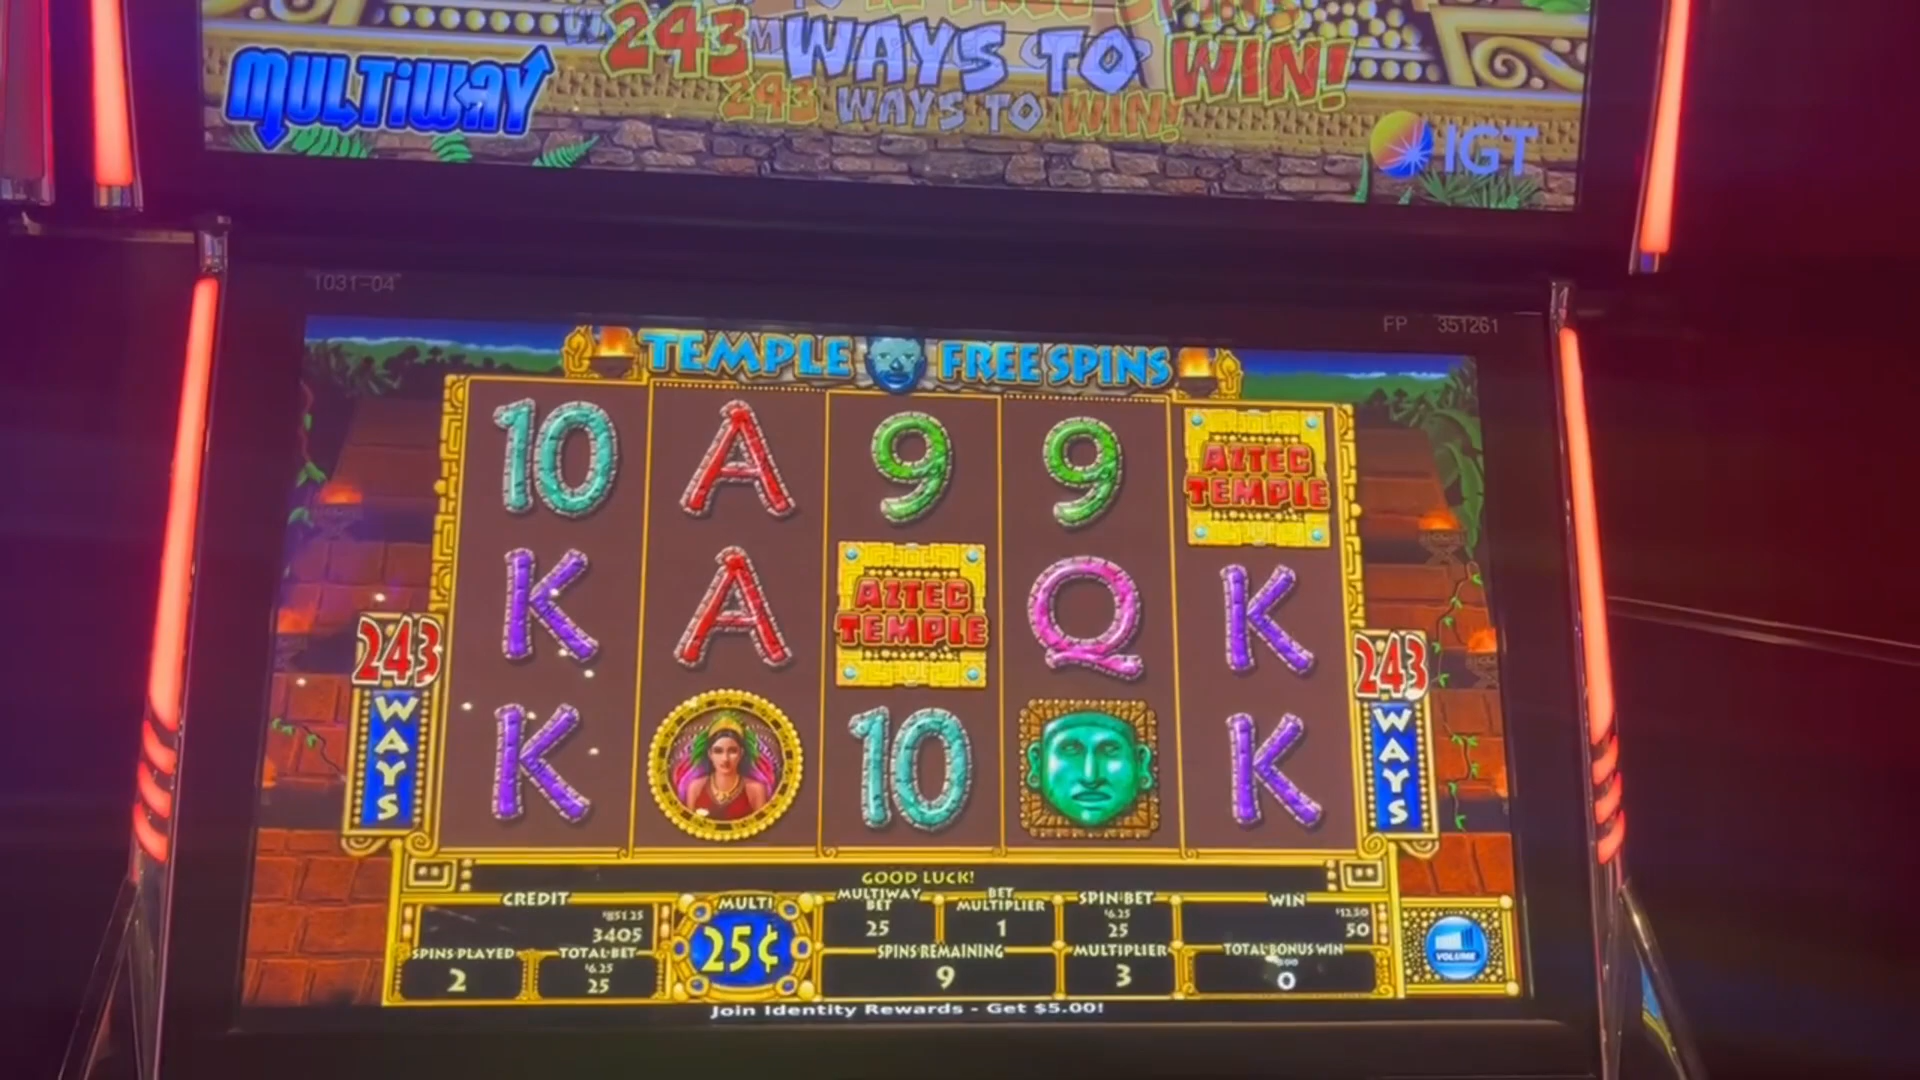 243 WAYS TO WIN!
MULTIWAY
243 WAYS TO WIN!
IGT
1031-04
FP 351261
TEMPLE FREE SPINS
10 A 9 9 AZTEC TEMPLE
K A AZTEC TEMPLE Q K
243 WAYS
243 WAYS
K 10 K
GOOD LUCK!
CREDIT
$851.25
3405
MULTI
25¢
MULTIWAY BET
25
BET MULTIPLIER
1
SPIN BET
$6.25
25
WIN
$12.50
50
SPINS PLAYED
2
TOTAL BET
$6.25
25
SPINS REMAINING
9
MULTIPLIER
3
TOTAL BONUS WIN
0
VOLUME
Join Identity Rewards - Get $5.00!